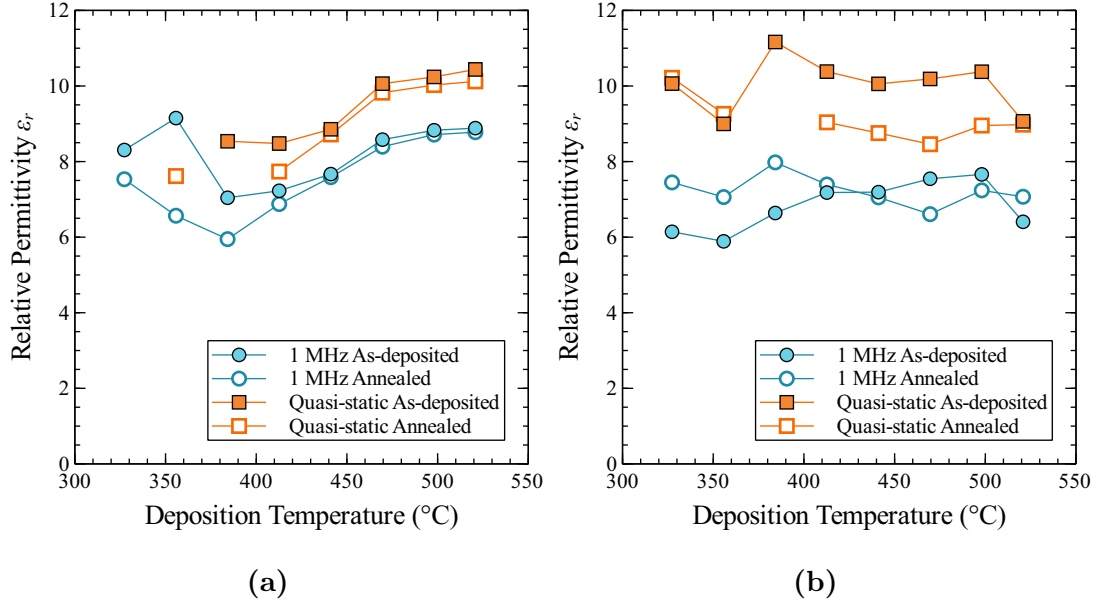 12
10
8
6
4
2
0
Relative Permittivity εr
1 MHz As-deposited
1 MHz Annealed
Quasi-static As-deposited
Quasi-static Annealed
300 350 400 450 500 550
Deposition Temperature (°C)
(a)
12
10
8
6
4
2
0
Relative Permittivity εr
1 MHz As-deposited
1 MHz Annealed
Quasi-static As-deposited
Quasi-static Annealed
300 350 400 450 500 550
Deposition Temperature (°C)
(b)